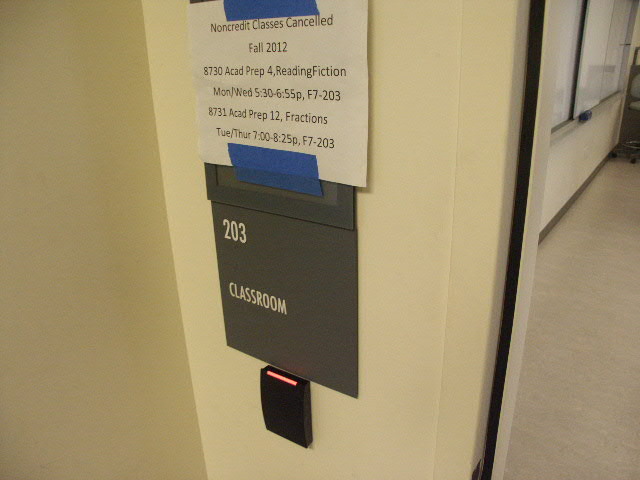 Noncredit Classes Cancelled
Fall 2012
8730 Acad Prep 4,ReadingFiction
Mon/Wed 5:30-6:55p, F7-203
8731 Acad Prep 12, Fractions
Tue/Thur 7:00-8:25p, F7-203
203
CLASSROOM